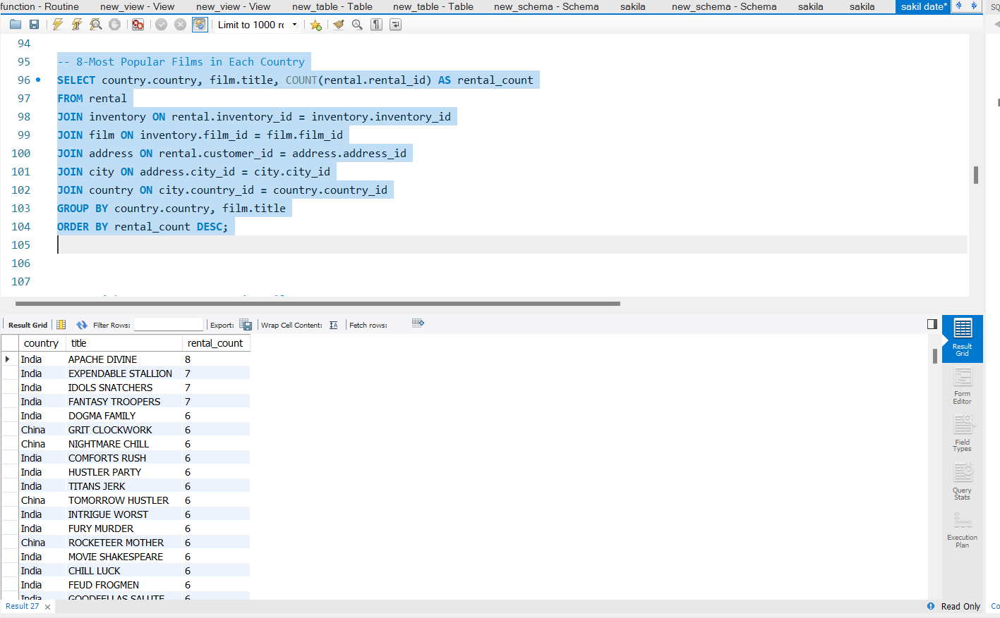 function - Routine new_view - View new_view - View new_table - Table new_table - Table new_schema - Schema sakila new_schema - Schema sakila sakila sakil date* SQ
Limit to 1000 rc
94
95 -- 8-Most Popular Films in Each Country
96 SELECT country.country, film.title, COUNT(rental.rental_id) AS rental_count
97 FROM rental
98 JOIN inventory ON rental.inventory_id = inventory.inventory_id
99 JOIN film ON inventory.film_id = film.film_id
100 JOIN address ON rental.customer_id = address.address_id
101 JOIN city ON address.city_id = city.city_id
102 JOIN country ON city.country_id = country.country_id
103 GROUP BY country.country, film.title
104 ORDER BY rental_count DESC;
105
106
107
Result Grid Filter Rows: Export: Wrap Cell Content: Fetch rows:
country title rental_count
India APACHE DIVINE 8
India EXPENDABLE STALLION 7
India IDOLS SNATCHERS 7
India FANTASY TROOPERS 7
India DOGMA FAMILY 6
China GRIT CLOCKWORK 6
China NIGHTMARE CHILL 6
India COMFORTS RUSH 6
India HUSTLER PARTY 6
India TITANS JERK 6
China TOMORROW HUSTLER 6
India INTRIGUE WORST 6
India FURY MURDER 6
China ROCKETEER MOTHER 6
India MOVIE SHAKESPEARE 6
India CHILL LUCK 6
India FEUD FROGMEN 6
India GOODFELLAS SALUTE 6
Result
Grid
Form
Editor
Field
Types
Query
Stats
Execution
Plan
Result 27 Read Only Co